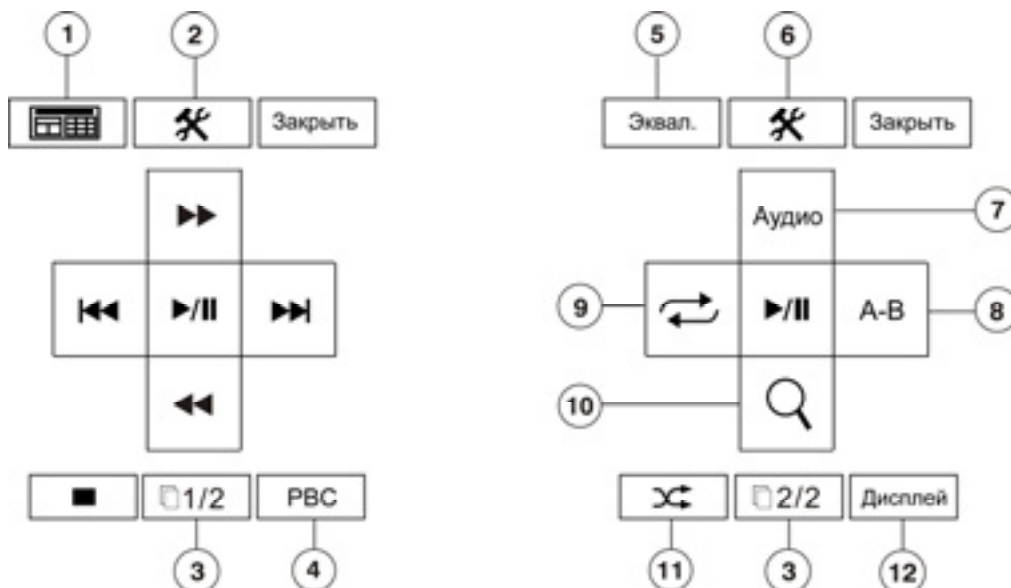 1 2 5 6
Закрыть Эквал. Закрыть
Аудио 7
9 A-B 8
10
1/2 PBC 2/2 Дисплей
3 4 11 3 12